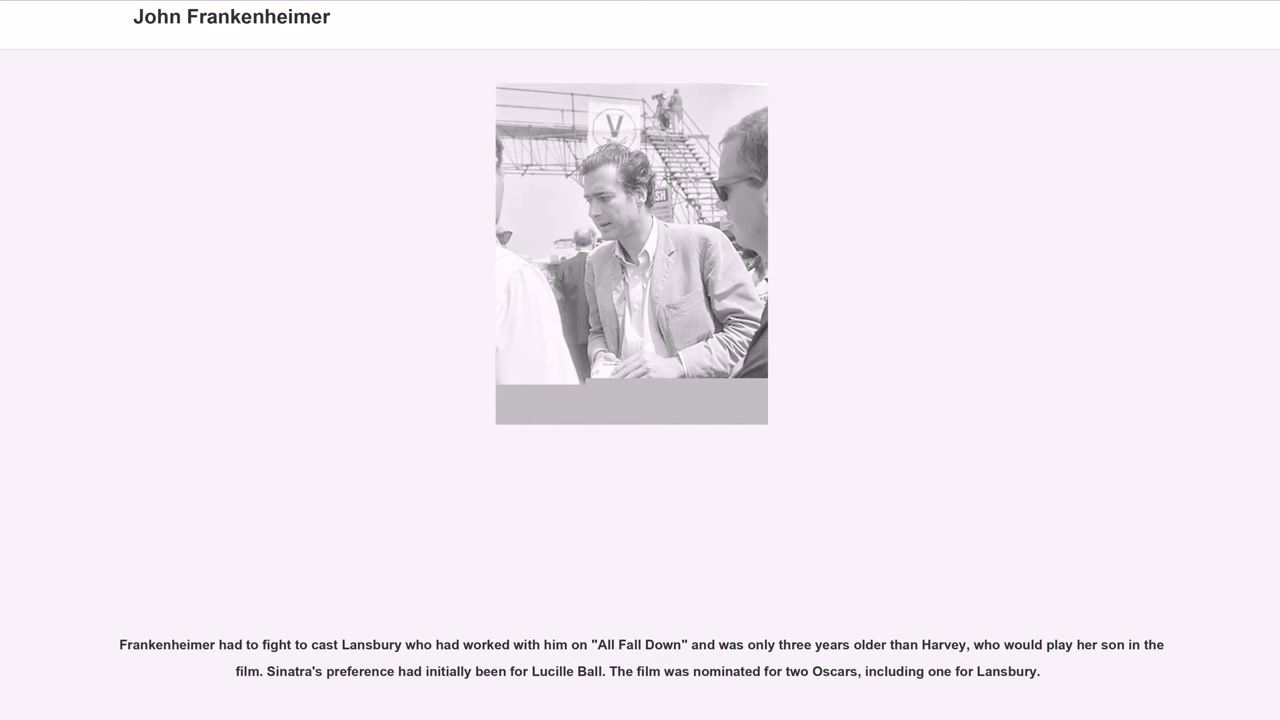 John Frankenheimer
V
SH
Frankenheimer had to fight to cast Lansbury who had worked with him on "All Fall Down" and was only three years older than Harvey, who would play her son in the
film. Sinatra's preference had initially been for Lucille Ball. The film was nominated for two Oscars, including one for Lansbury.